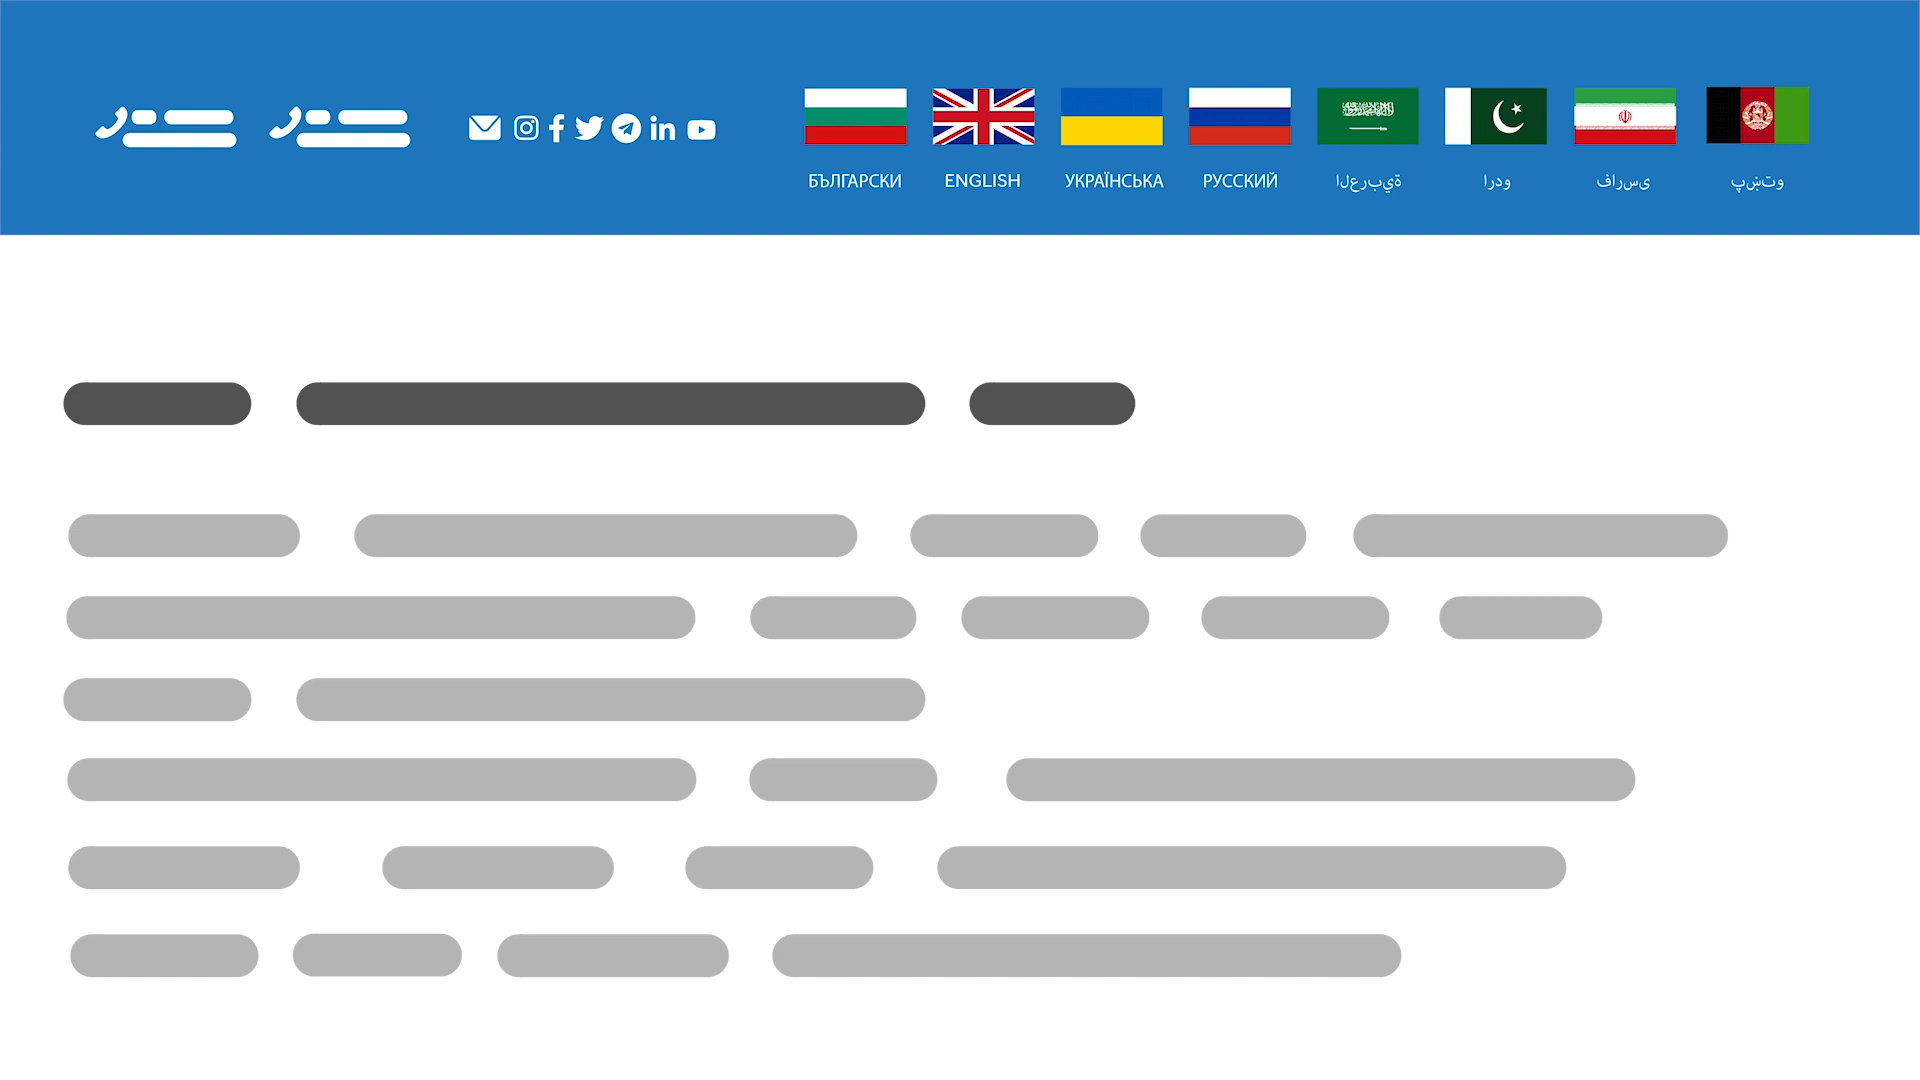 БЪЛГАРСКИ
ENGLISH
УКРАЇНСЬКА
РУССКИЙ
العربية
اردو
فارسی
پښتو